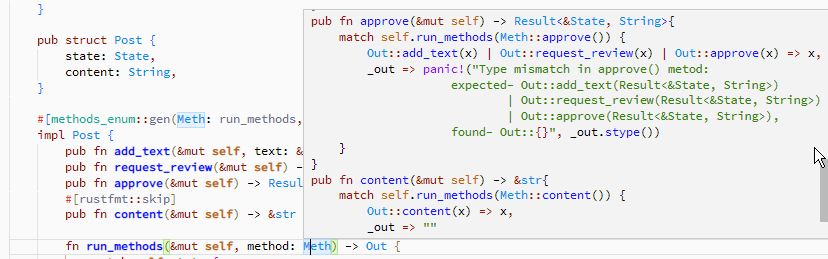 }
pub struct Post {
state: State,
content: String,
}
#[methods_enum::gen(Meth: run_methods,
impl Post {
pub fn add_text(&mut self, text: &
pub fn request_review(&mut self) -
pub fn approve(&mut self) -> Resul
#[rustfmt::skip]
pub fn content(&mut self) -> &str
fn run_methods(&mut self, method: Meth) -> Out {
pub fn approve(&mut self) -> Result<&State, String>{
match self.run_methods(Meth::approve()) {
Out::add_text(x) | Out::request_review(x) | Out::approve(x) => x,
_out => panic!("Type mismatch in approve() metod:
expected- Out::add_text(Result<&State, String>)
| Out::request_review(Result<&State, String>)
| Out::approve(Result<&State, String>),
found- Out::{}", _out.stype())
}
}
pub fn content(&mut self) -> &str{
match self.run_methods(Meth::content()) {
Out::content(x) => x,
_out => ""